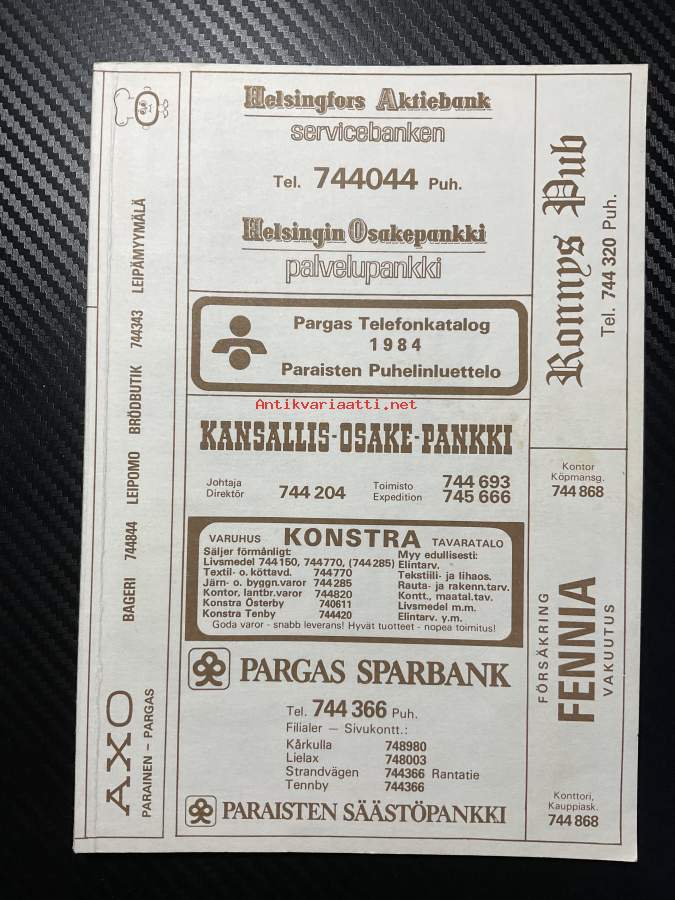 Helsingfors Aktiebank
servicebanken
Tel. 744044 Puh.
Helsingin Osakepankki
palvelupankki
Pargas Telefonkatalog
1984
Paraisten Puhelinluettelo
Antikvariaatti.net
KANSALLIS-OSAKE-PANKKI
Johtaja
Direktör
744 204
Toimisto 744 693
Expedition 745 666
VARUHUS KONSTRA TAVARATALO
Säljer förmånligt: Myy edullisesti:
Livsmedel 744150, 744770, (744285) Elintarv.
Textil- o. köttavd. 744770 Tekstiili- ja lihaos.
Järn- o. byggn.varor 744285 Rauta- ja rakenn.tarv.
Kontor, lantbr.varor 744820 Kontt., maatal.tav.
Konstra Österby 740611 Livsmedel m.m.
Konstra Tenby 744420 Elintarv. y.m.
Goda varor - snabb leverans! Hyvät tuotteet - nopea toimitus!
PARGAS SPARBANK
Tel. 744 366 Puh.
Filialer – Sivukontt.:
Kårkulla 748980
Lielax 748003
Strandvägen 744366 Rantatie
Tennby 744366
PARAISTEN SÄÄSTÖPANKKI
AXO
PARAINEN – PARGAS
BAGERI 744844 LEIPOMO BRÖDBUTIK 744343 LEIPÄMYYMÄLÄ
Ronnys Pub
Tel. 744 320 Puh.
Kontor
Köpmansg.
744 868
FÖRSÄKRING
FENNIA
VAKUUTUS
Konttori,
Kauppiask.
744 868